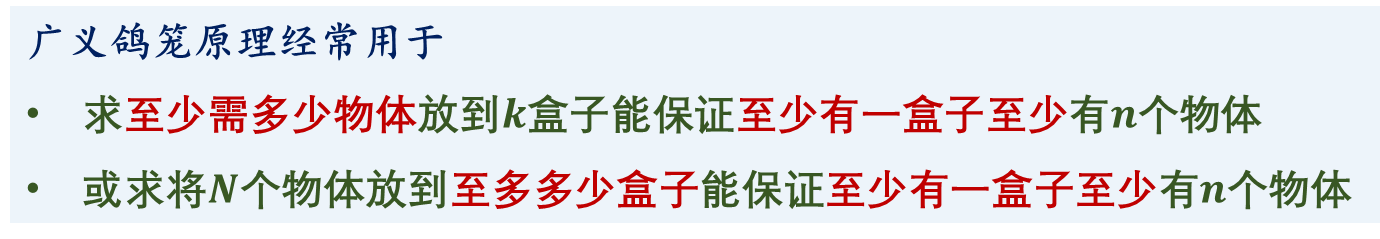 广义鸽笼原理经常用于
• 求至少需多少物体放到k盒子能保证至少有一盒子至少有n个物体
• 或求将N个物体放到至多多少盒子能保证至少有一盒子至少有n个物体